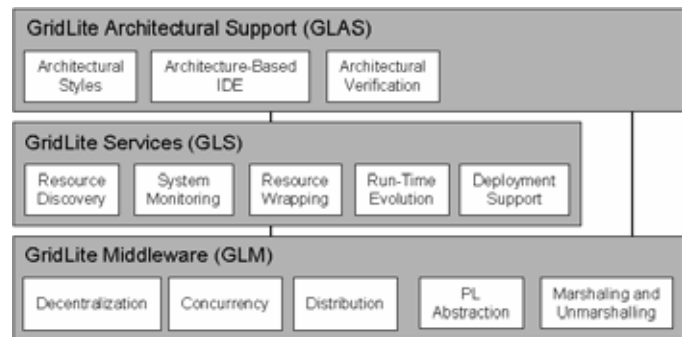 GridLite Architectural Support (GLAS)
Architectural
Styles
Architecture-Based
IDE
Architectural
Verification
GridLite Services (GLS)
Resource
Discovery
System
Monitoring
Resource
Wrapping
Run-Time
Evolution
Deployment
Support
GridLite Middleware (GLM)
Decentralization
Concurrency
Distribution
PL
Abstraction
Marshaling and
Unmarshalling